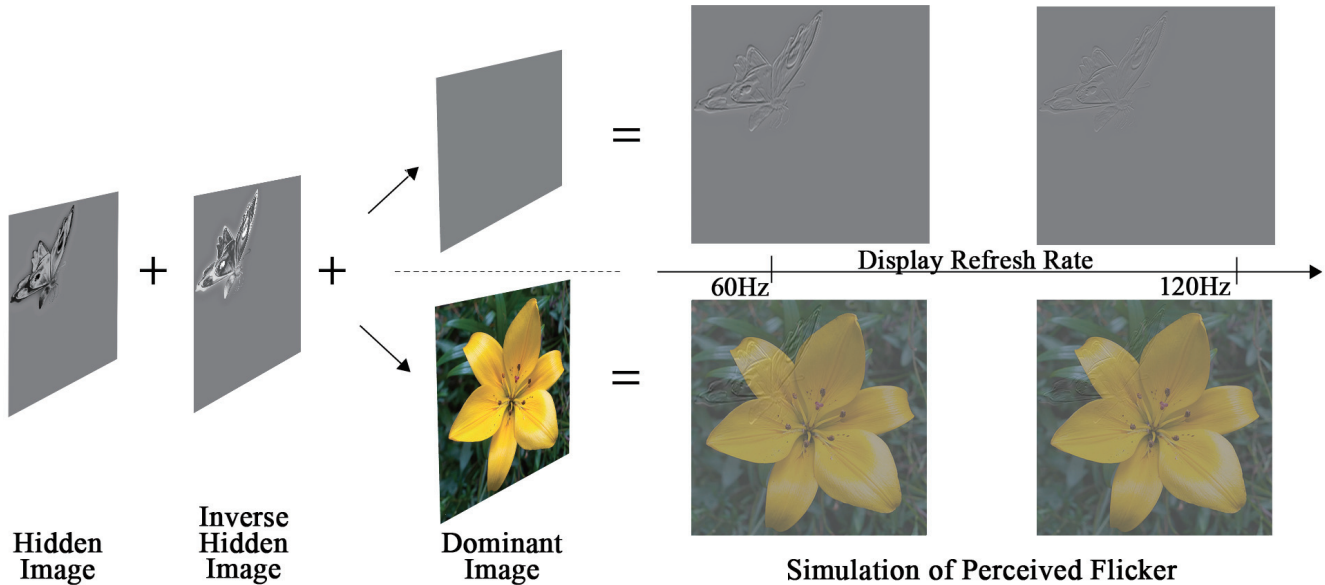 +
+
=
=
Display Refresh Rate
60Hz
120Hz
Hidden
Image
Inverse
Hidden
Image
Dominant
Image
Simulation of Perceived Flicker